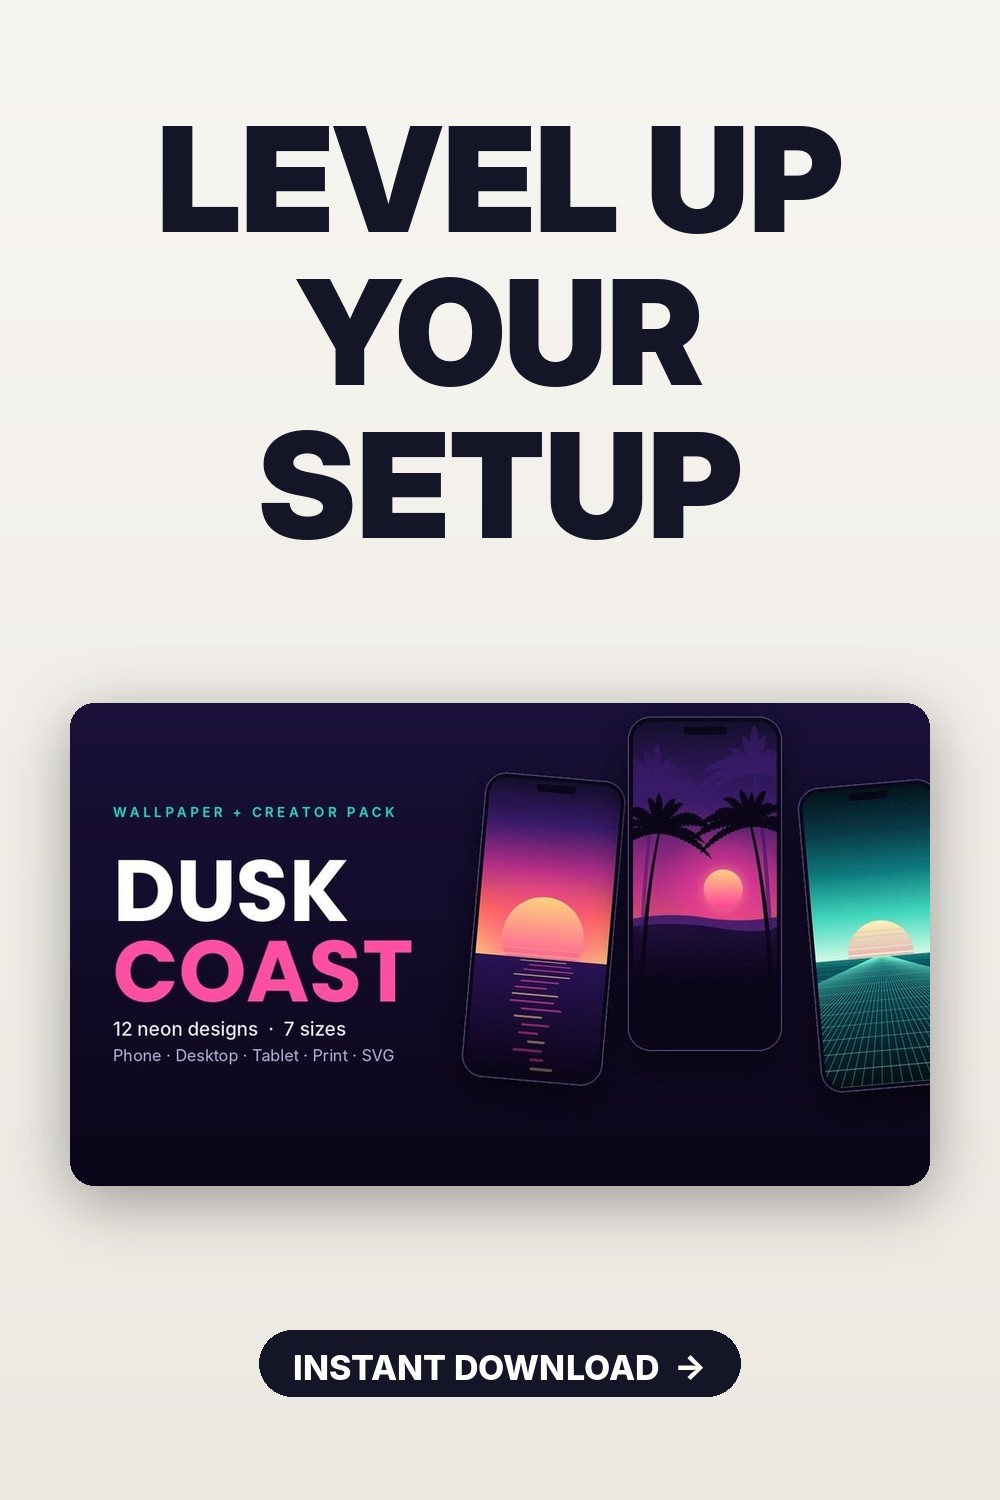 LEVEL UP
YOUR
SETUP
WALLPAPER + CREATOR PACK
DUSK
COAST
12 neon designs · 7 sizes
Phone · Desktop · Tablet · Print · SVG
INSTANT DOWNLOAD →